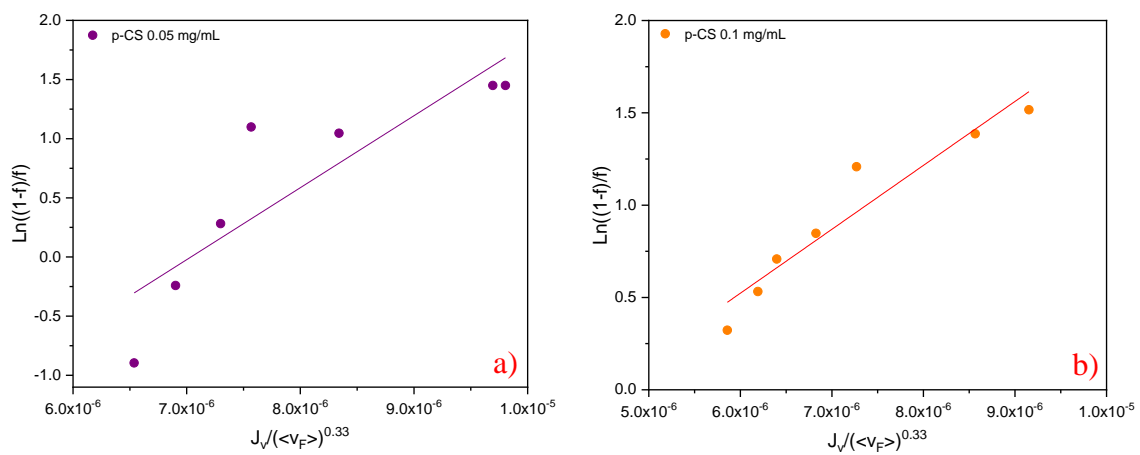 p-CS 0.05 mg/mL
Ln((1-f)/f)
2.0
1.5
1.0
0.5
0.0
-0.5
-1.0
6.0x10⁻⁶ 7.0x10⁻⁶ 8.0x10⁻⁶ 9.0x10⁻⁶ 1.0x10⁻⁵
J_v/(<v_F>)^0.33
a)
p-CS 0.1 mg/mL
Ln((1-f)/f)
2.0
1.5
1.0
0.5
0.0
5.0x10⁻⁶ 6.0x10⁻⁶ 7.0x10⁻⁶ 8.0x10⁻⁶ 9.0x10⁻⁶ 1.0x10⁻⁵
J_v/(<v_F>)^0.33
b)